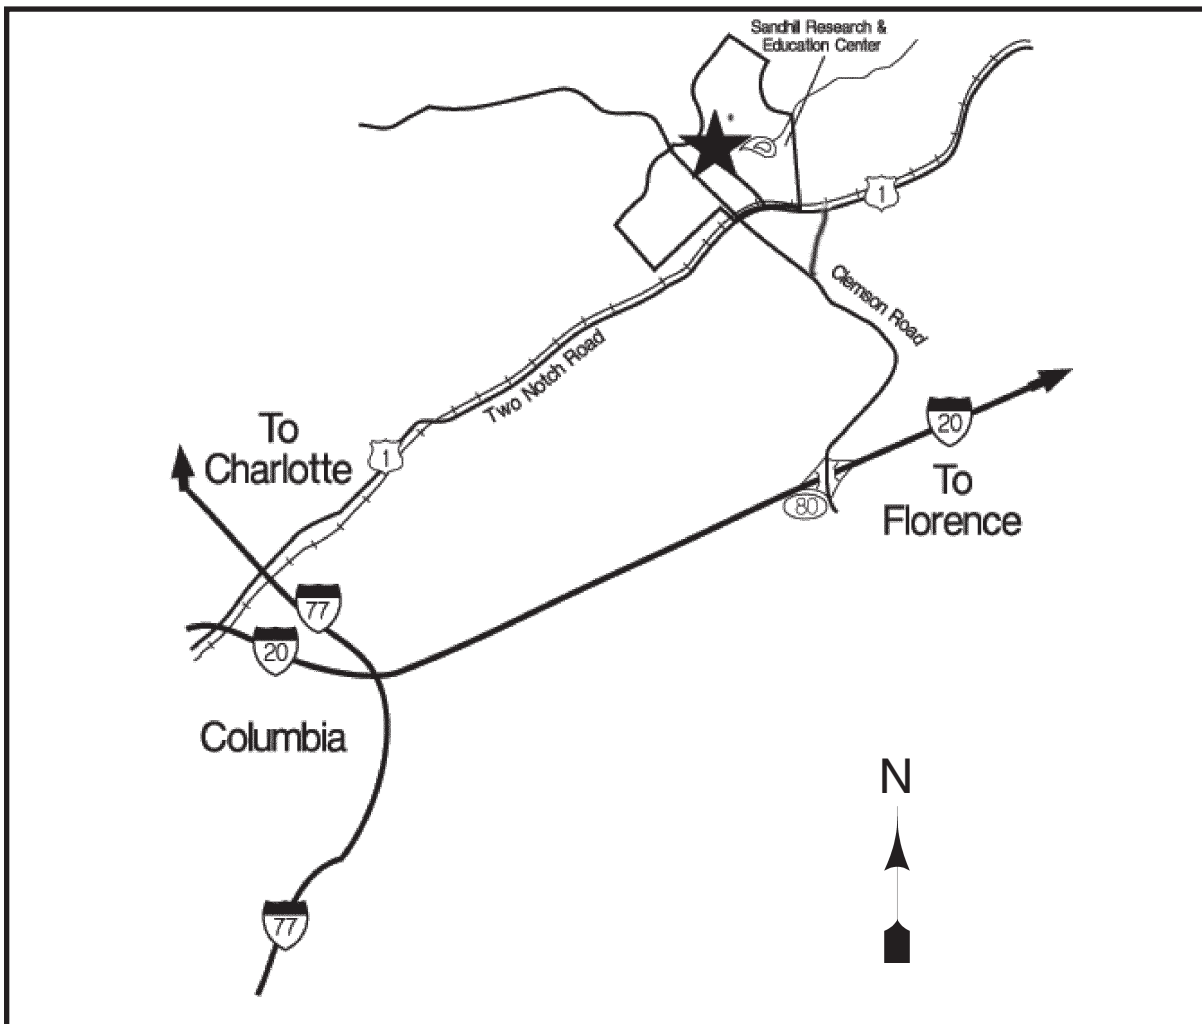 Sandhill Research &
Education Center
1
Clemson Road
Two Notch Road
20
To
Florence
80
To
Charlotte
1
77
20
Columbia
N
77